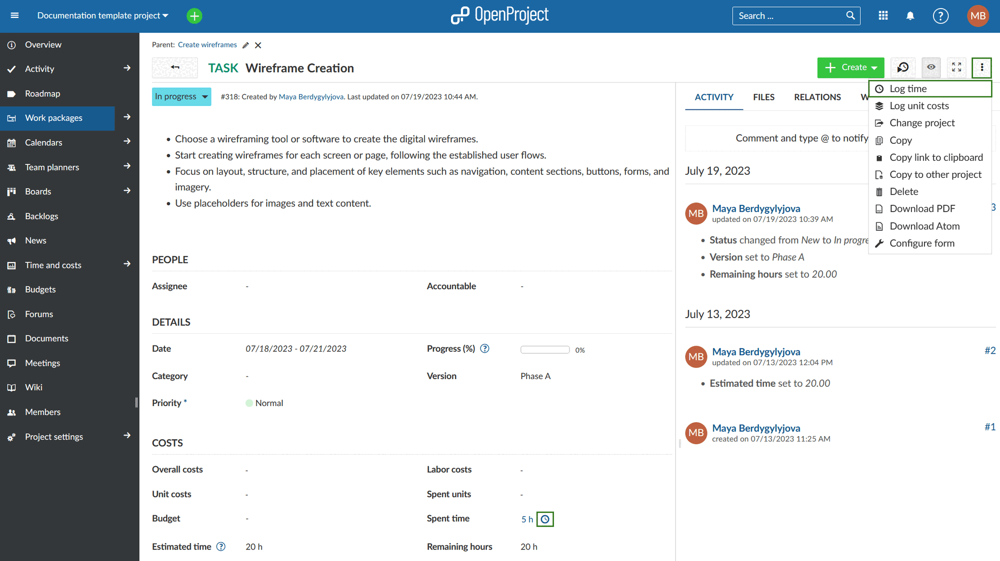 Documentation template project
OpenProject
Search ...
?
MB
Overview
Activity
Roadmap
Work packages
Calendars
Team planners
Boards
Backlogs
News
Time and costs
Budgets
Forums
Documents
Meetings
Wiki
Members
Project settings
Parent: Create wireframes
TASK Wireframe Creation
Create
In progress
#318: Created by Maya Berdygylyjova. Last updated on 07/19/2023 10:44 AM.
Choose a wireframing tool or software to create the digital wireframes.
Start creating wireframes for each screen or page, following the established user flows.
Focus on layout, structure, and placement of key elements such as navigation, content sections, buttons, forms, and
imagery.
Use placeholders for images and text content.
PEOPLE
Assignee -
Accountable -
DETAILS
Date 07/18/2023 - 07/21/2023
Progress (%) ? 0%
Category -
Version Phase A
Priority * Normal
COSTS
Overall costs -
Labor costs -
Unit costs -
Spent units -
Budget -
Spent time 5 h
Estimated time ? 20 h
Remaining hours 20 h
ACTIVITY FILES RELATIONS W
Log time
Log unit costs
Change project
Copy
Copy link to clipboard
Copy to other project
Delete
Download PDF
Download Atom
Configure form
Comment and type @ to notify
July 19, 2023
MB Maya Berdygylyjova 3
updated on 07/19/2023 10:39 AM
Status changed from New to In progre
Version set to Phase A
Remaining hours set to 20.00
July 13, 2023
MB Maya Berdygylyjova #2
updated on 07/13/2023 12:04 PM
Estimated time set to 20.00
MB Maya Berdygylyjova #1
created on 07/13/2023 11:25 AM